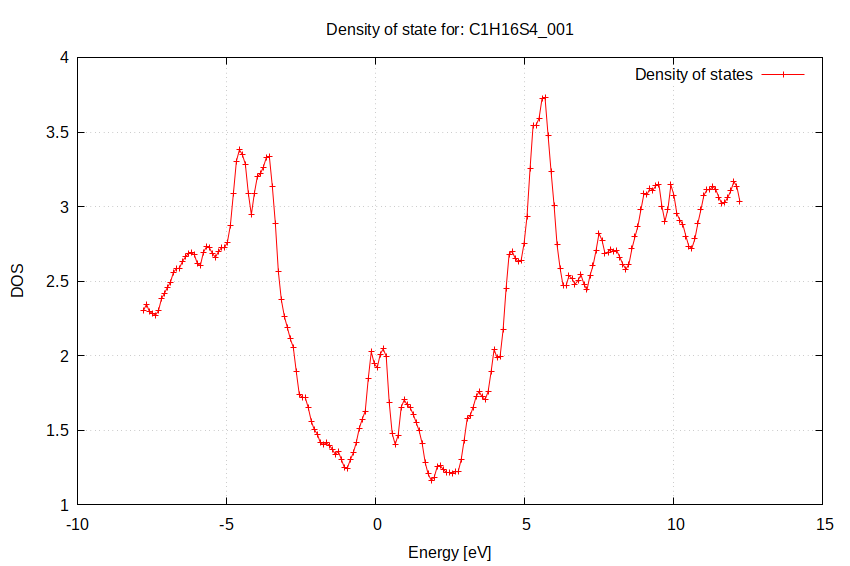 Density of state for: C1H16S4_001
Density of states
4
3.5
3
2.5
2
1.5
1
DOS
-10 -5 0 5 10 15
Energy [eV]